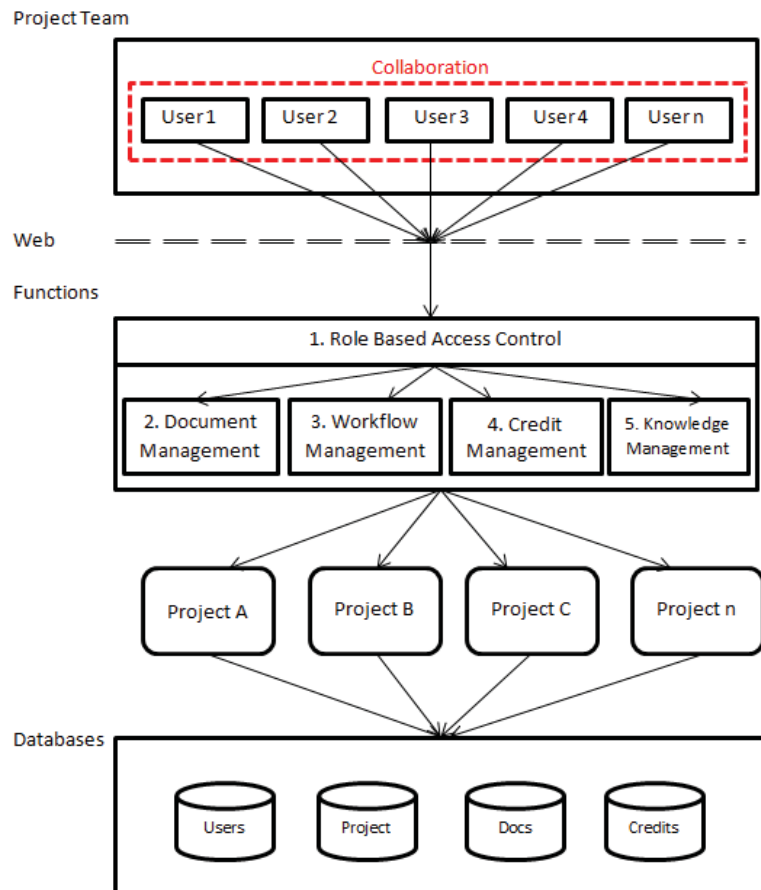 Project Team
Collaboration
User 1
User 2
User 3
User 4
User n
Web
Functions
1. Role Based Access Control
2. Document
Management
3. Workflow
Management
4. Credit
Management
5. Knowledge
Management
Project A
Project B
Project C
Project n
Databases
Users
Project
Docs
Credits